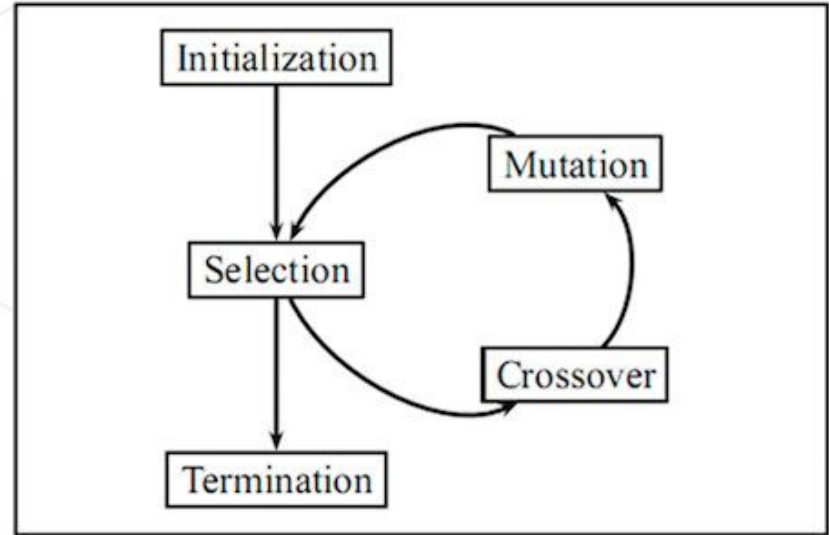 Initialization
Mutation
Selection
Crossover
Termination